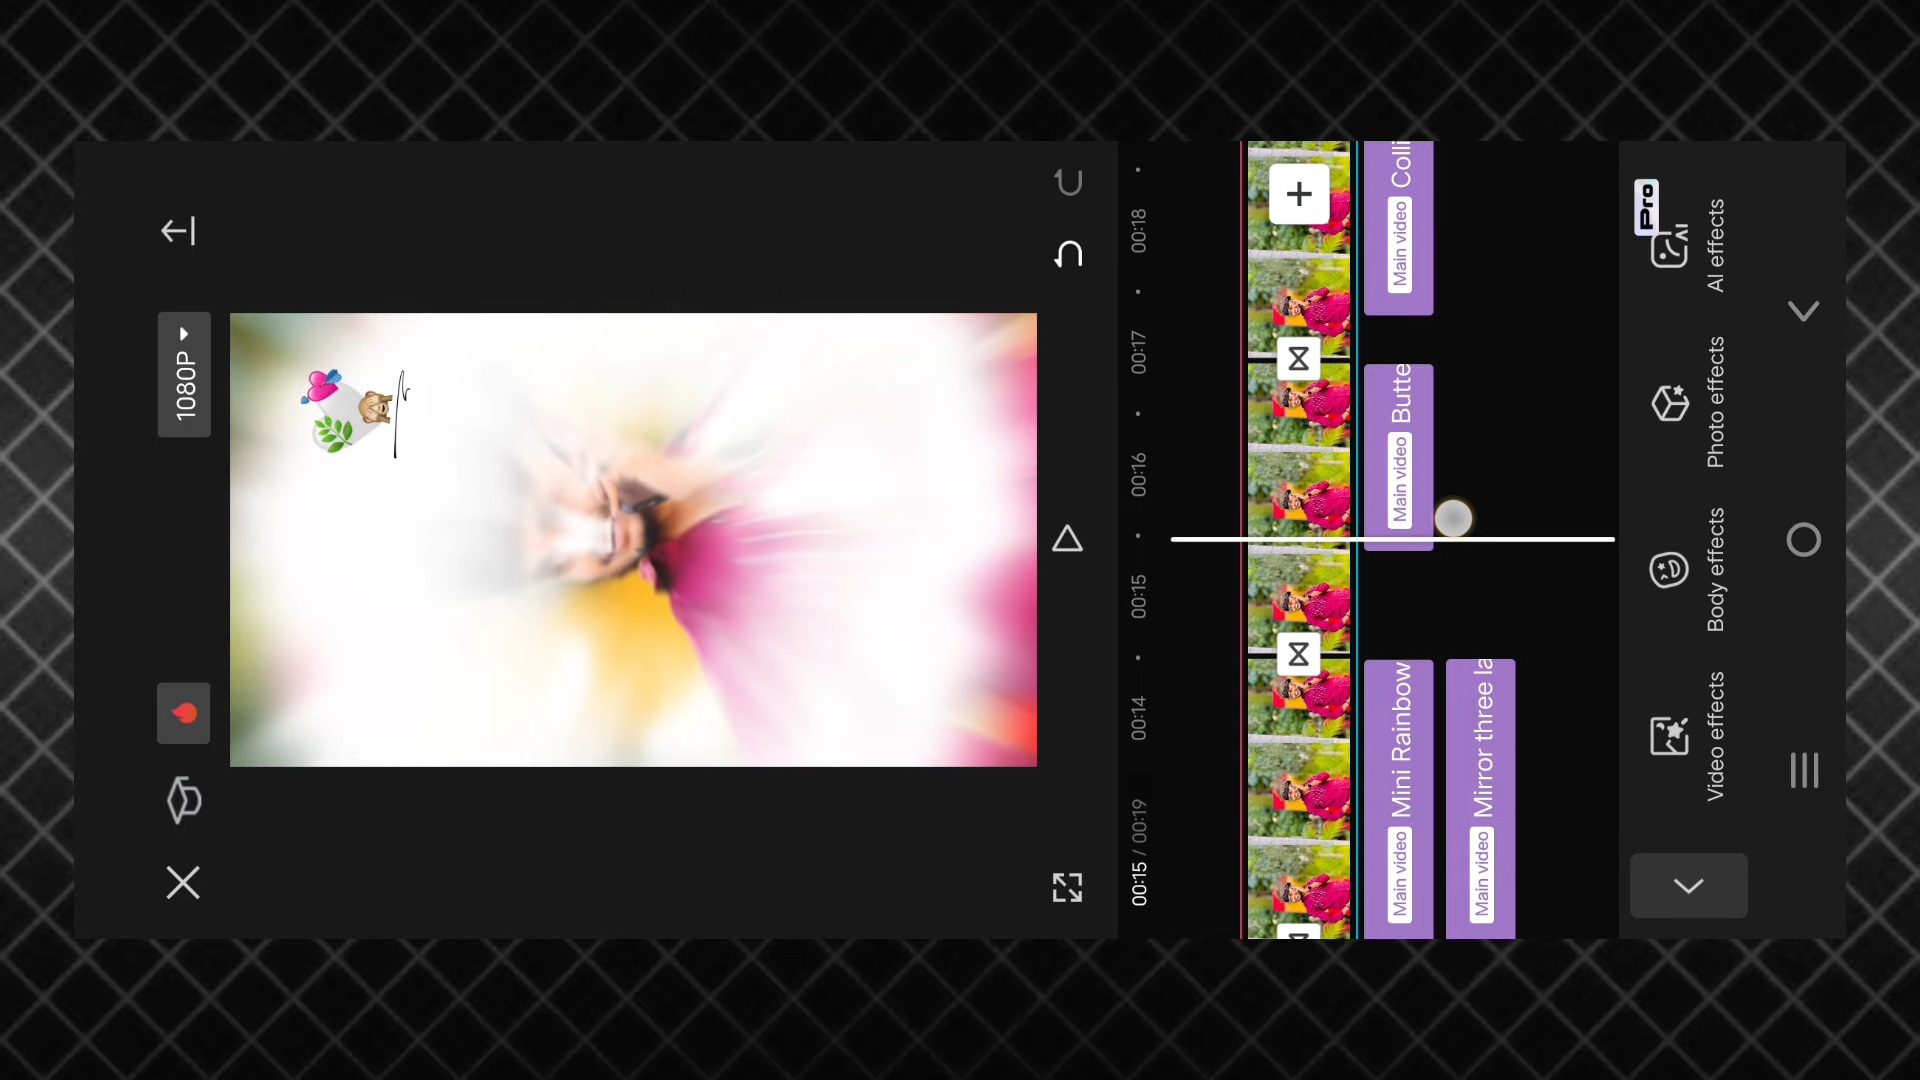 1080P
00:15 / 00:19
00:14
00:15
00:16
00:17
00:18
Main video Mini Rainbow
Main video Butte
Main video Colli
Main video Mirror three la
Video effects
Body effects
Photo effects
AI effects
AI
Pro